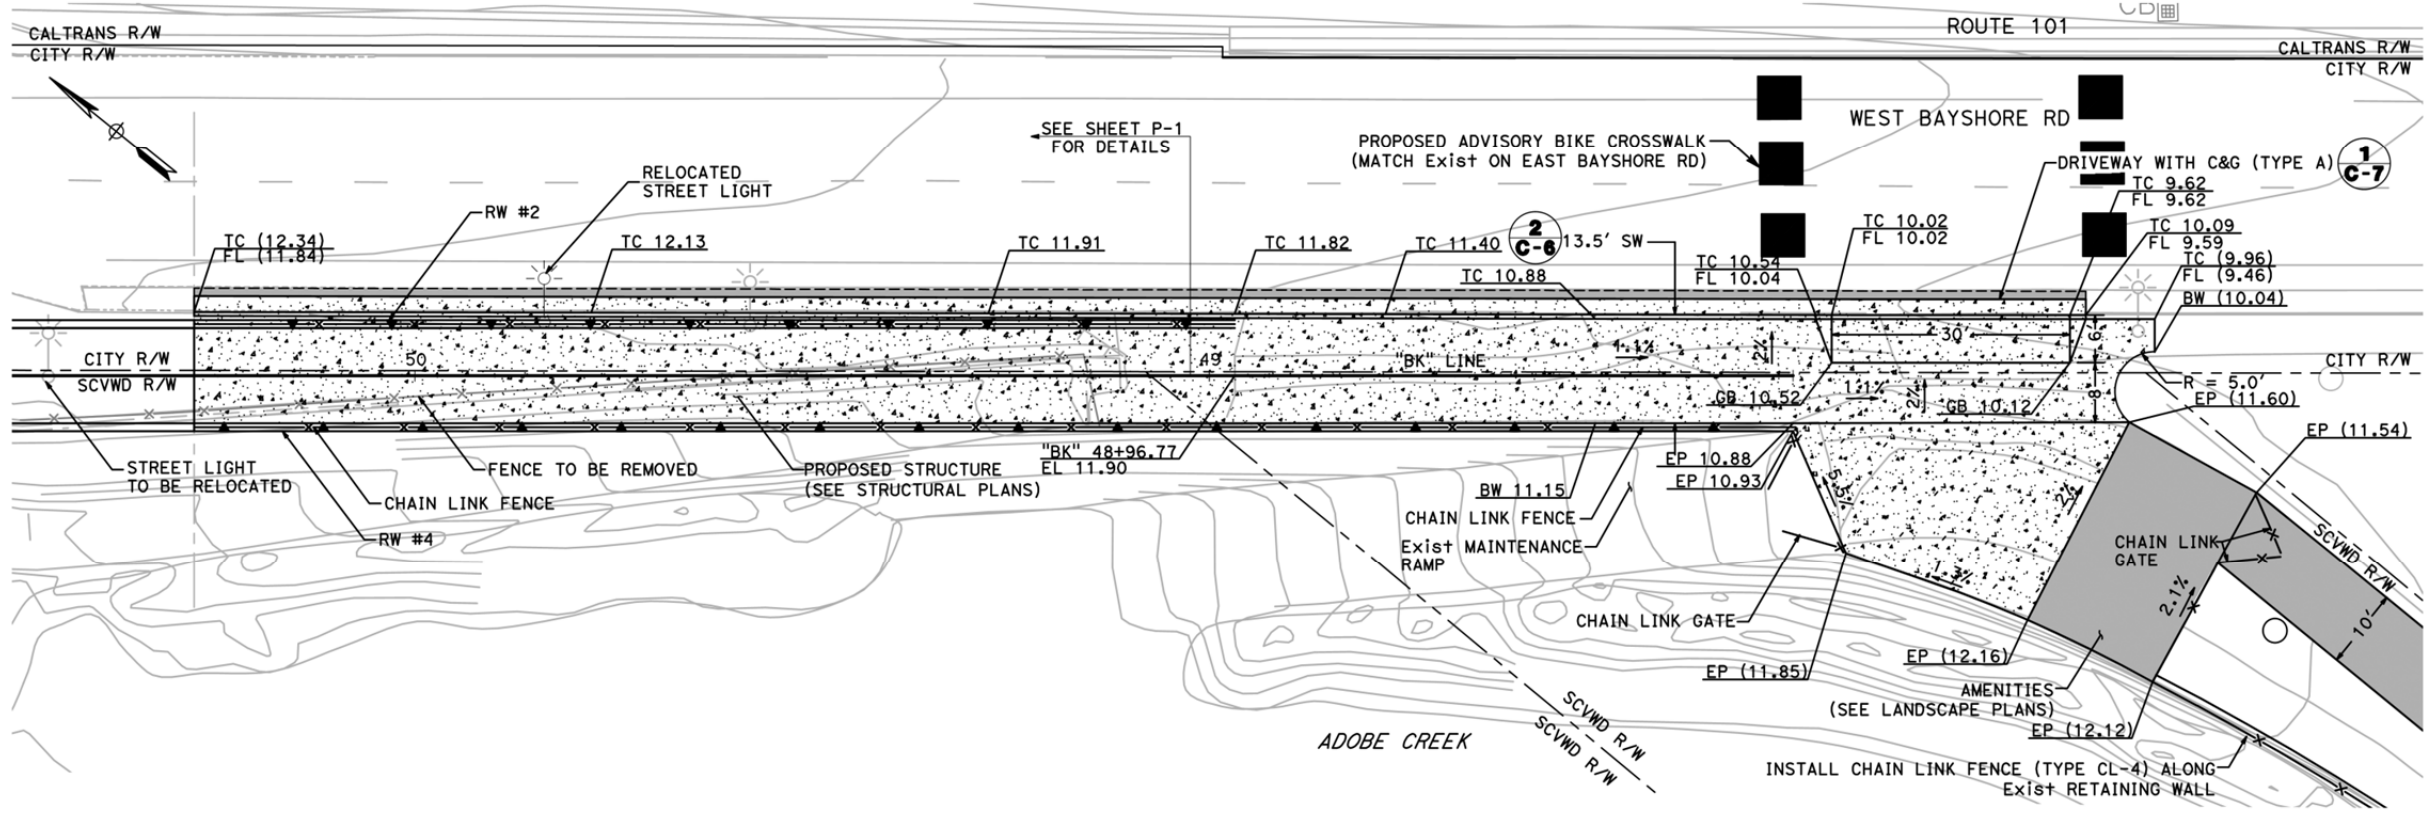 CB
ROUTE 101
CALTRANS R/W
CITY R/W
CALTRANS R/W
CITY R/W
WEST BAYSHORE RD
SEE SHEET P-1
FOR DETAILS
PROPOSED ADVISORY BIKE CROSSWALK
(MATCH Exist ON EAST BAYSHORE RD)
DRIVEWAY WITH C&G (TYPE A)
1
C-7
RELOCATED
STREET LIGHT
RW #2
TC 9.62
FL 9.62
TC (12.34)
FL (11.84)
TC 12.13
TC 11.91
TC 11.82
TC 11.40
2
C-6
13.5' SW
TC 10.02
FL 10.02
TC 10.09
FL 9.59
TC 10.54
FL 10.04
TC 10.88
TC (9.96)
FL (9.46)
BW (10.04)
CITY R/W
SCVWD R/W
50
49
"BK" LINE
1.1%
2%
30'
6'
CITY R/W
R = 5.0'
EP (11.60)
1.1%
2%
8'
GB 10.52
GB 10.12
EP (11.54)
STREET LIGHT
TO BE RELOCATED
CHAIN LINK FENCE
RW #4
FENCE TO BE REMOVED
PROPOSED STRUCTURE
(SEE STRUCTURAL PLANS)
"BK" 48+96.77
EL 11.90
EP 10.88
EP 10.93
BW 11.15
CHAIN LINK FENCE
Exist MAINTENANCE
RAMP
5.5%
2%
1.3%
CHAIN LINK
GATE
2.1%
SCVWD R/W
10'
CHAIN LINK GATE
EP (11.85)
EP (12.16)
AMENITIES
(SEE LANDSCAPE PLANS)
EP (12.12)
SCVWD R/W
SCVWD R/W
ADOBE CREEK
INSTALL CHAIN LINK FENCE (TYPE CL-4) ALONG
Exist RETAINING WALL